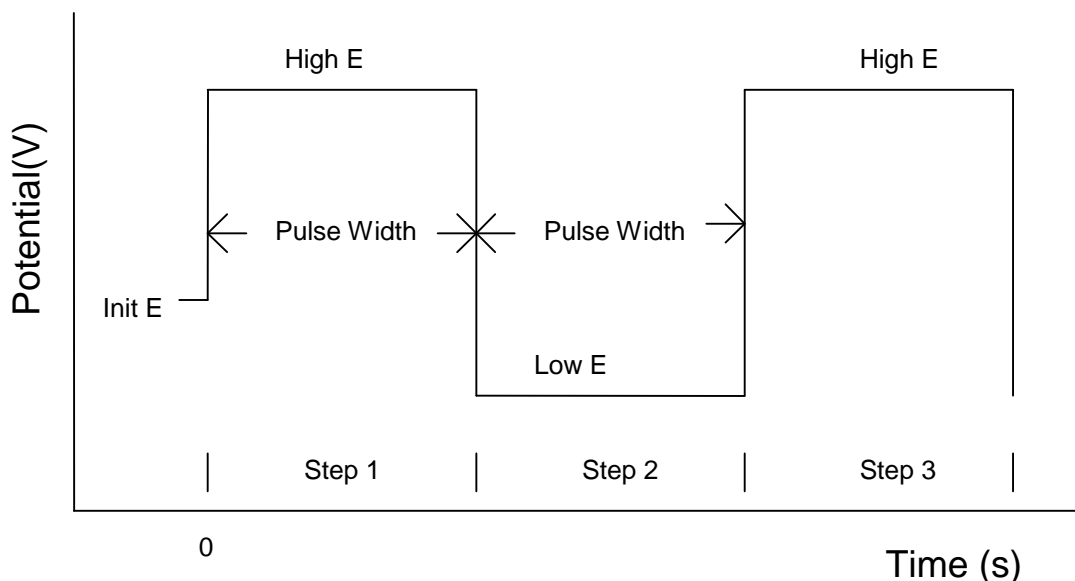 High E
High E
Potential(V)
Pulse Width
Pulse Width
Init E
Low E
Step 1
Step 2
Step 3
0
Time (s)